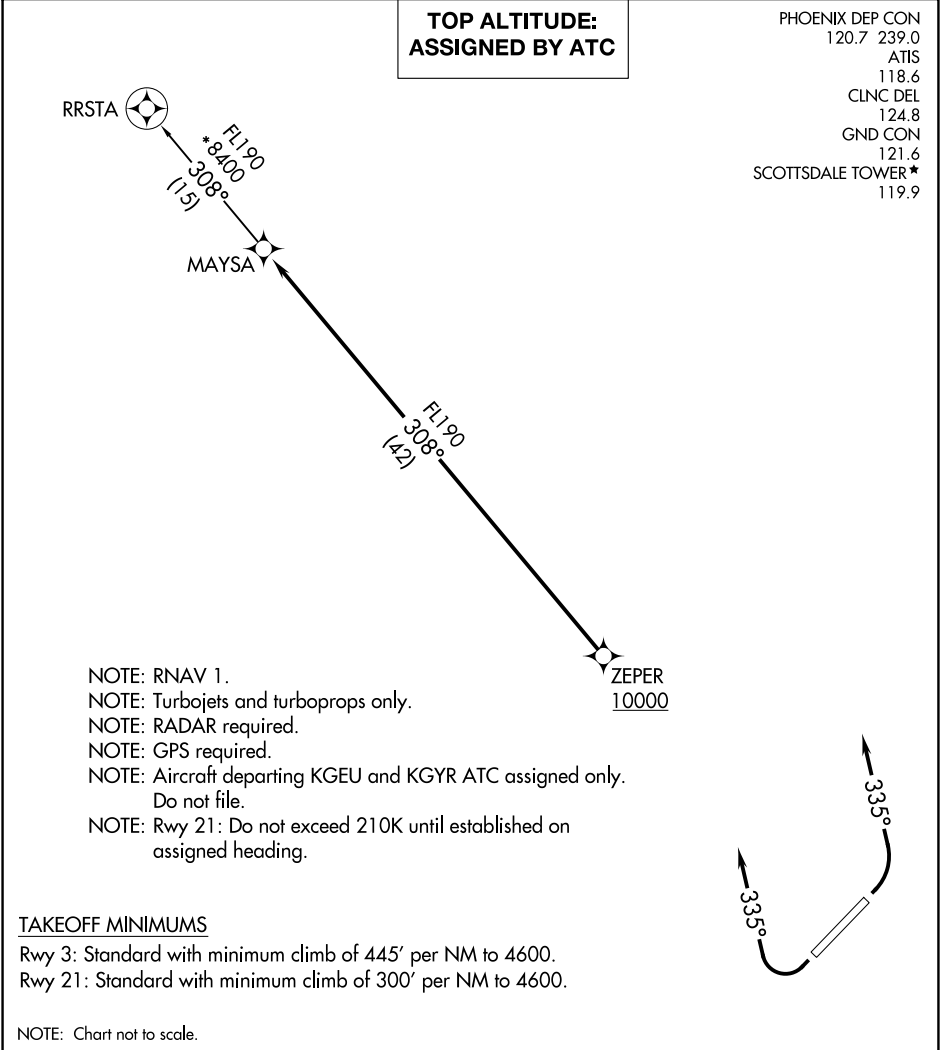 TOP ALTITUDE:
ASSIGNED BY ATC
PHOENIX DEP CON
120.7 239.0
ATIS
118.6
CLNC DEL
124.8
GND CON
121.6
SCOTTSDALE TOWER★
119.9
RRSTA
FL190
*8400
308°
(15)
MAYSA
FL190
308°
(42)
ZEPER
10000
NOTE: RNAV 1.
NOTE: Turbojets and turboprops only.
NOTE: RADAR required.
NOTE: GPS required.
NOTE: Aircraft departing KGEU and KGYR ATC assigned only.
Do not file.
NOTE: Rwy 21: Do not exceed 210K until established on
assigned heading.
335°
335°
TAKEOFF MINIMUMS
Rwy 3: Standard with minimum climb of 445' per NM to 4600.
Rwy 21: Standard with minimum climb of 300' per NM to 4600.
NOTE: Chart not to scale.